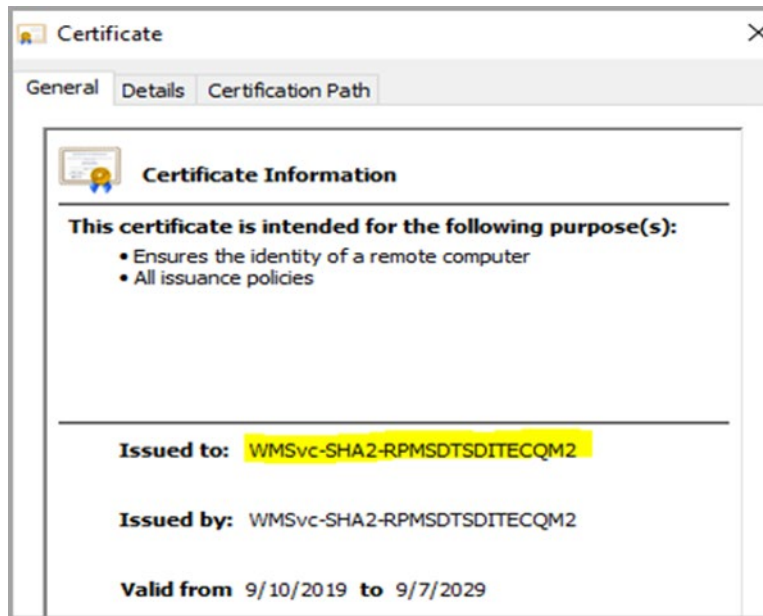 Certificate
General Details Certification Path
Certificate Information
This certificate is intended for the following purpose(s):
• Ensures the identity of a remote computer
• All issuance policies
Issued to: WMSvc-SHA2-RPMSDTSDITECQM2
Issued by: WMSvc-SHA2-RPMSDTSDITECQM2
Valid from 9/10/2019 to 9/7/2029